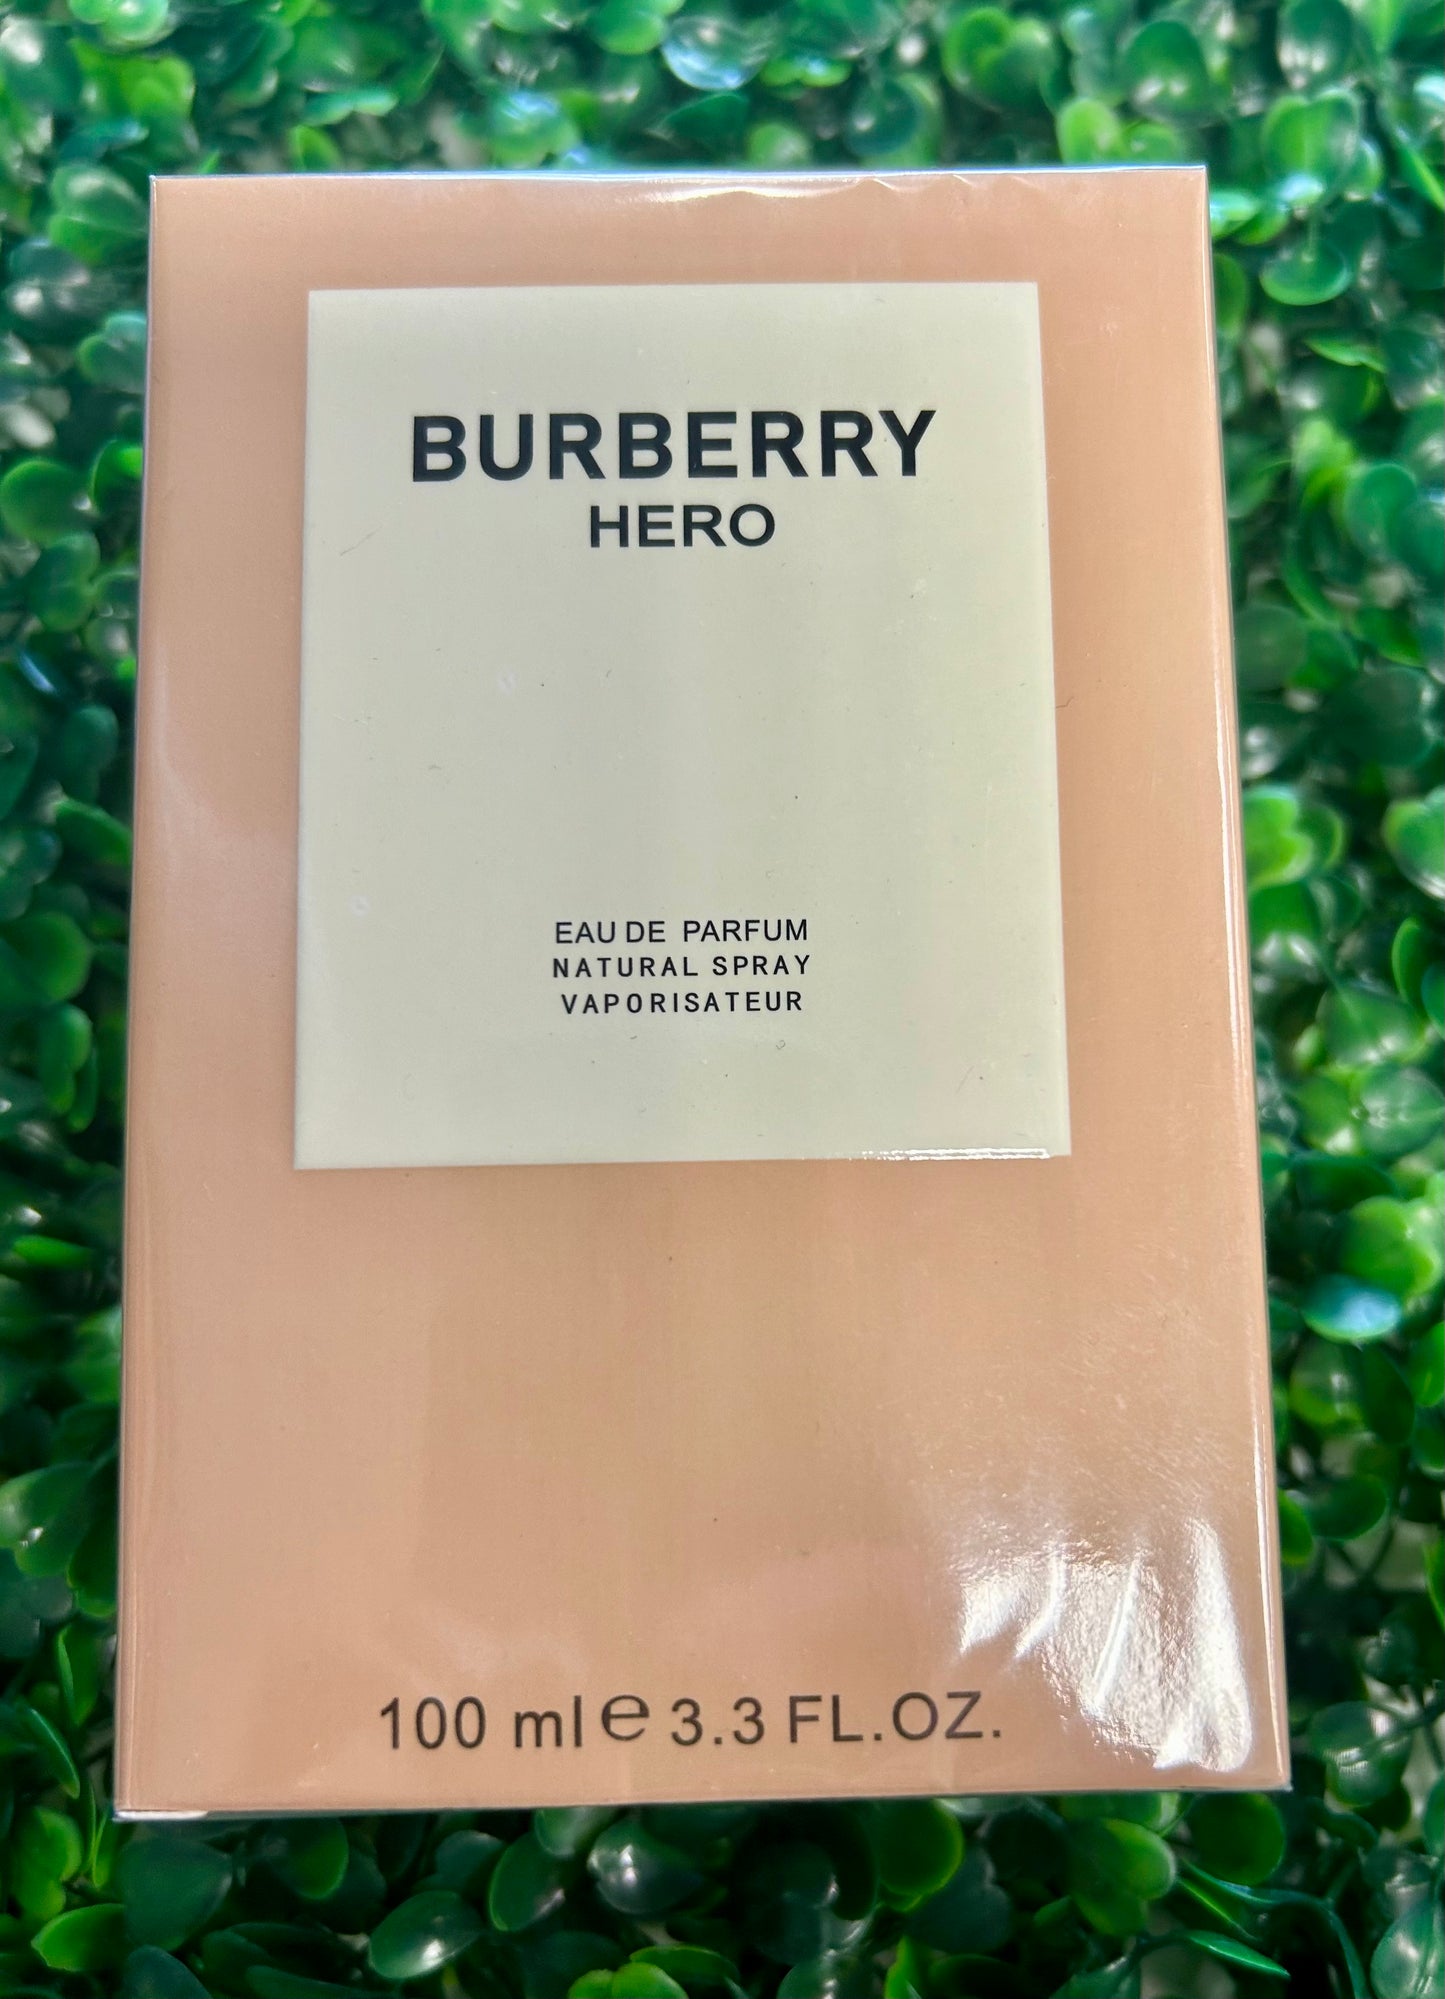 BURBERRY
HERO
EAU DE PARFUM
NATURAL SPRAY
VAPORISATEUR
100 ml e 3.3 FL.OZ.